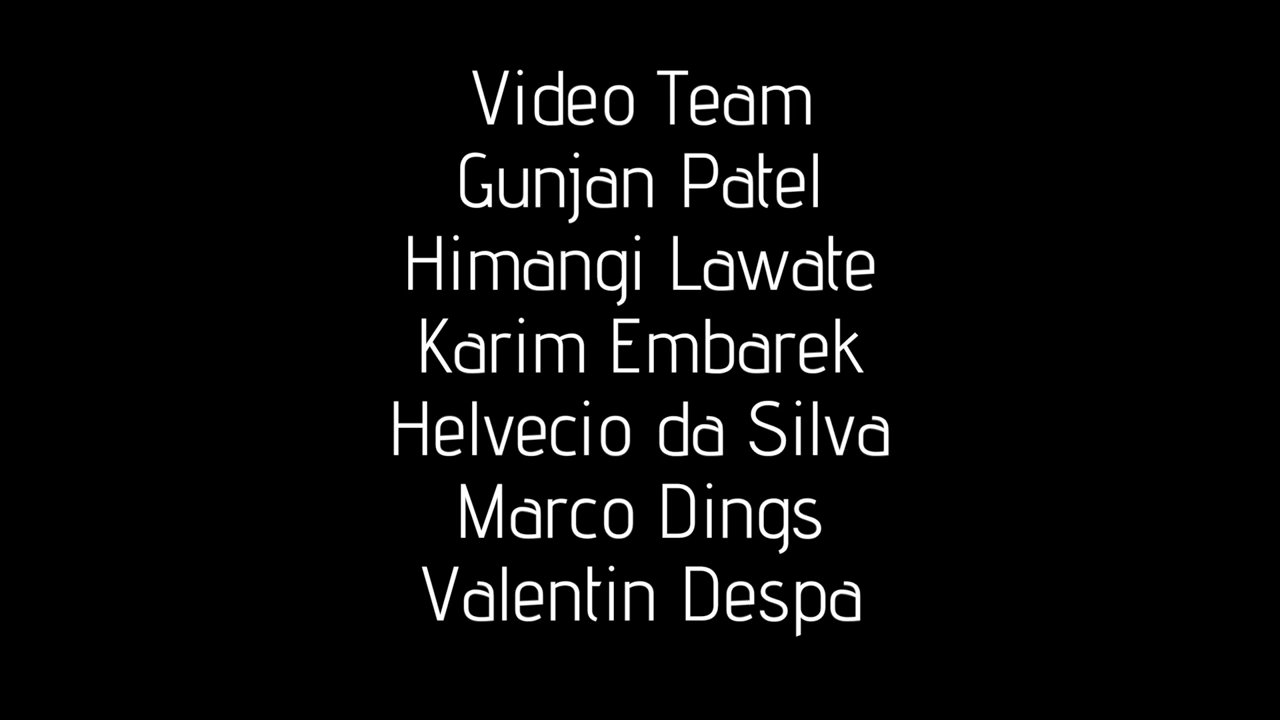 Video Team
Gunjan Patel
Himangi Lawate
Karim Embarek
Helvecio da Silva
Marco Dings
Valentin Despa